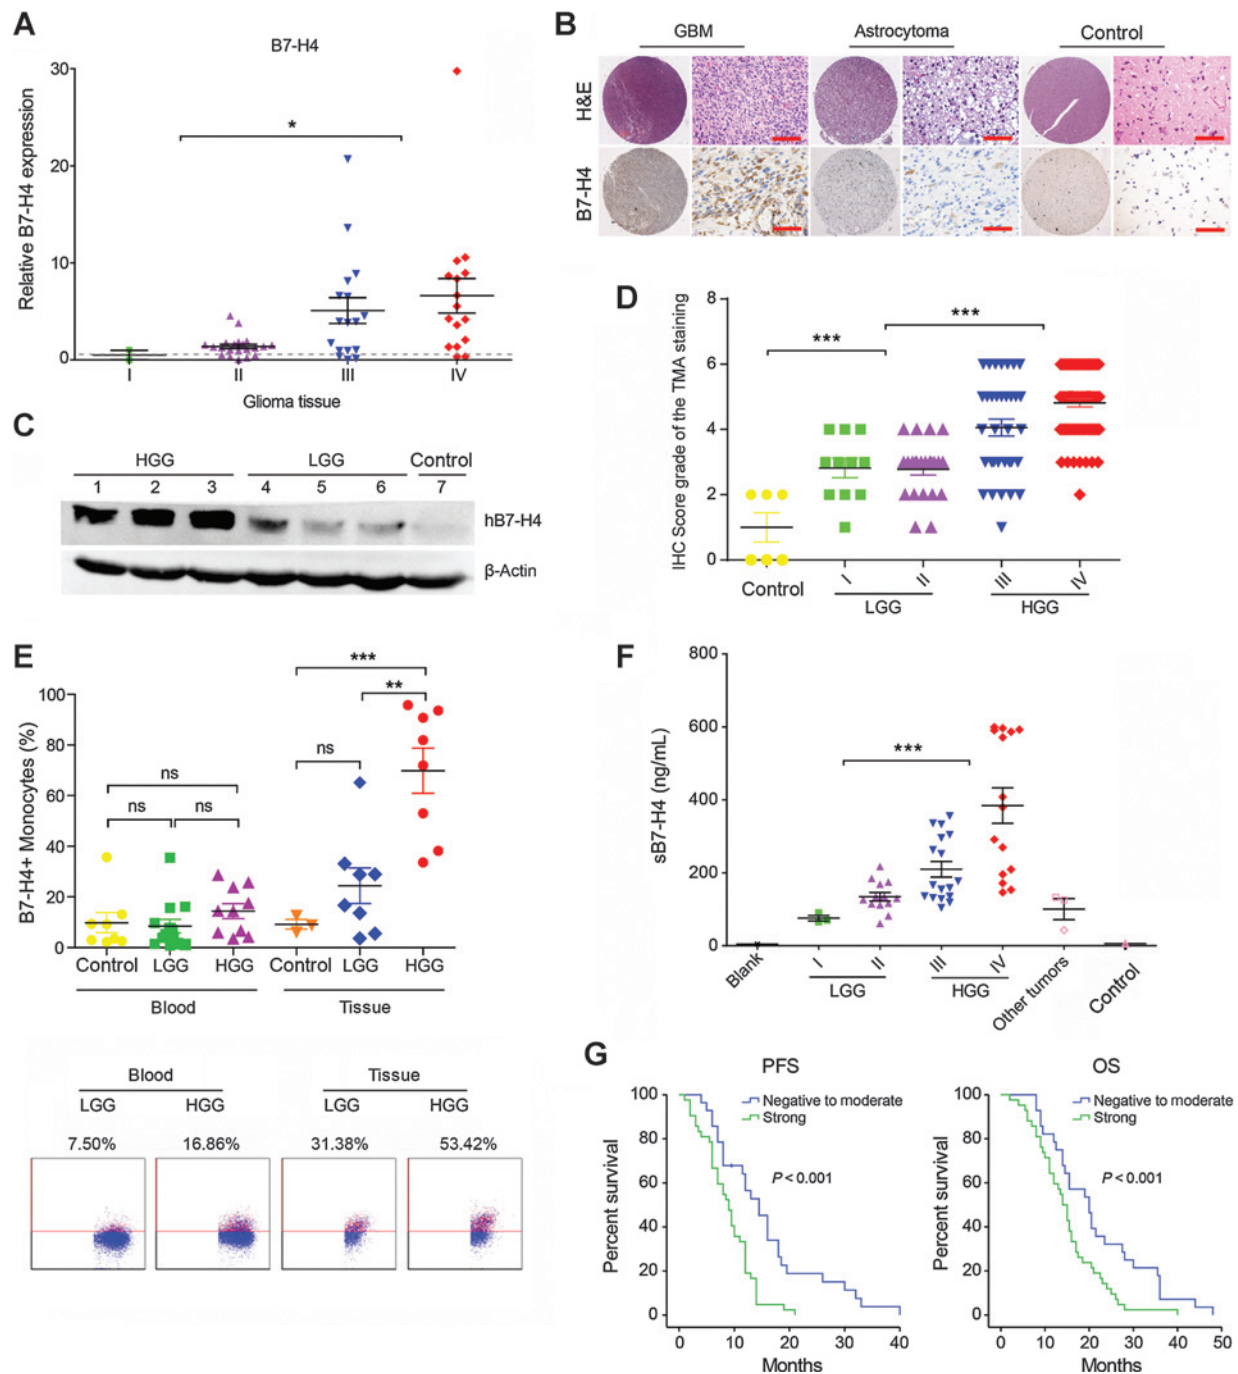 A
B7-H4
Relative B7-H4 expression
30
20
10
0
*
I II III IV
Glioma tissue
B
GBM Astrocytoma Control
H&E
B7-H4
C
HGG LGG Control
1 2 3 4 5 6 7
hB7-H4
β-Actin
D
IHC Score grade of the TMA staining
8
6
4
2
0
*** ***
Control I II III IV
LGG HGG
E
B7-H4+ Monocytes (%)
100
80
60
40
20
0
***
**
ns
ns
ns ns
Control LGG HGG Control LGG HGG
Blood Tissue
Blood Tissue
LGG HGG LGG HGG
7.50% 16.86% 31.38% 53.42%
F
sB7-H4 (ng/mL)
800
600
400
200
0
***
Blank I II III IV Other tumors Control
LGG HGG
G
PFS
Percent survival
100
80
60
40
20
0
Negative to moderate
Strong
P < 0.001
0 10 20 30 40
Months
OS
Percent survival
100
80
60
40
20
0
Negative to moderate
Strong
P < 0.001
0 10 20 30 40 50
Months